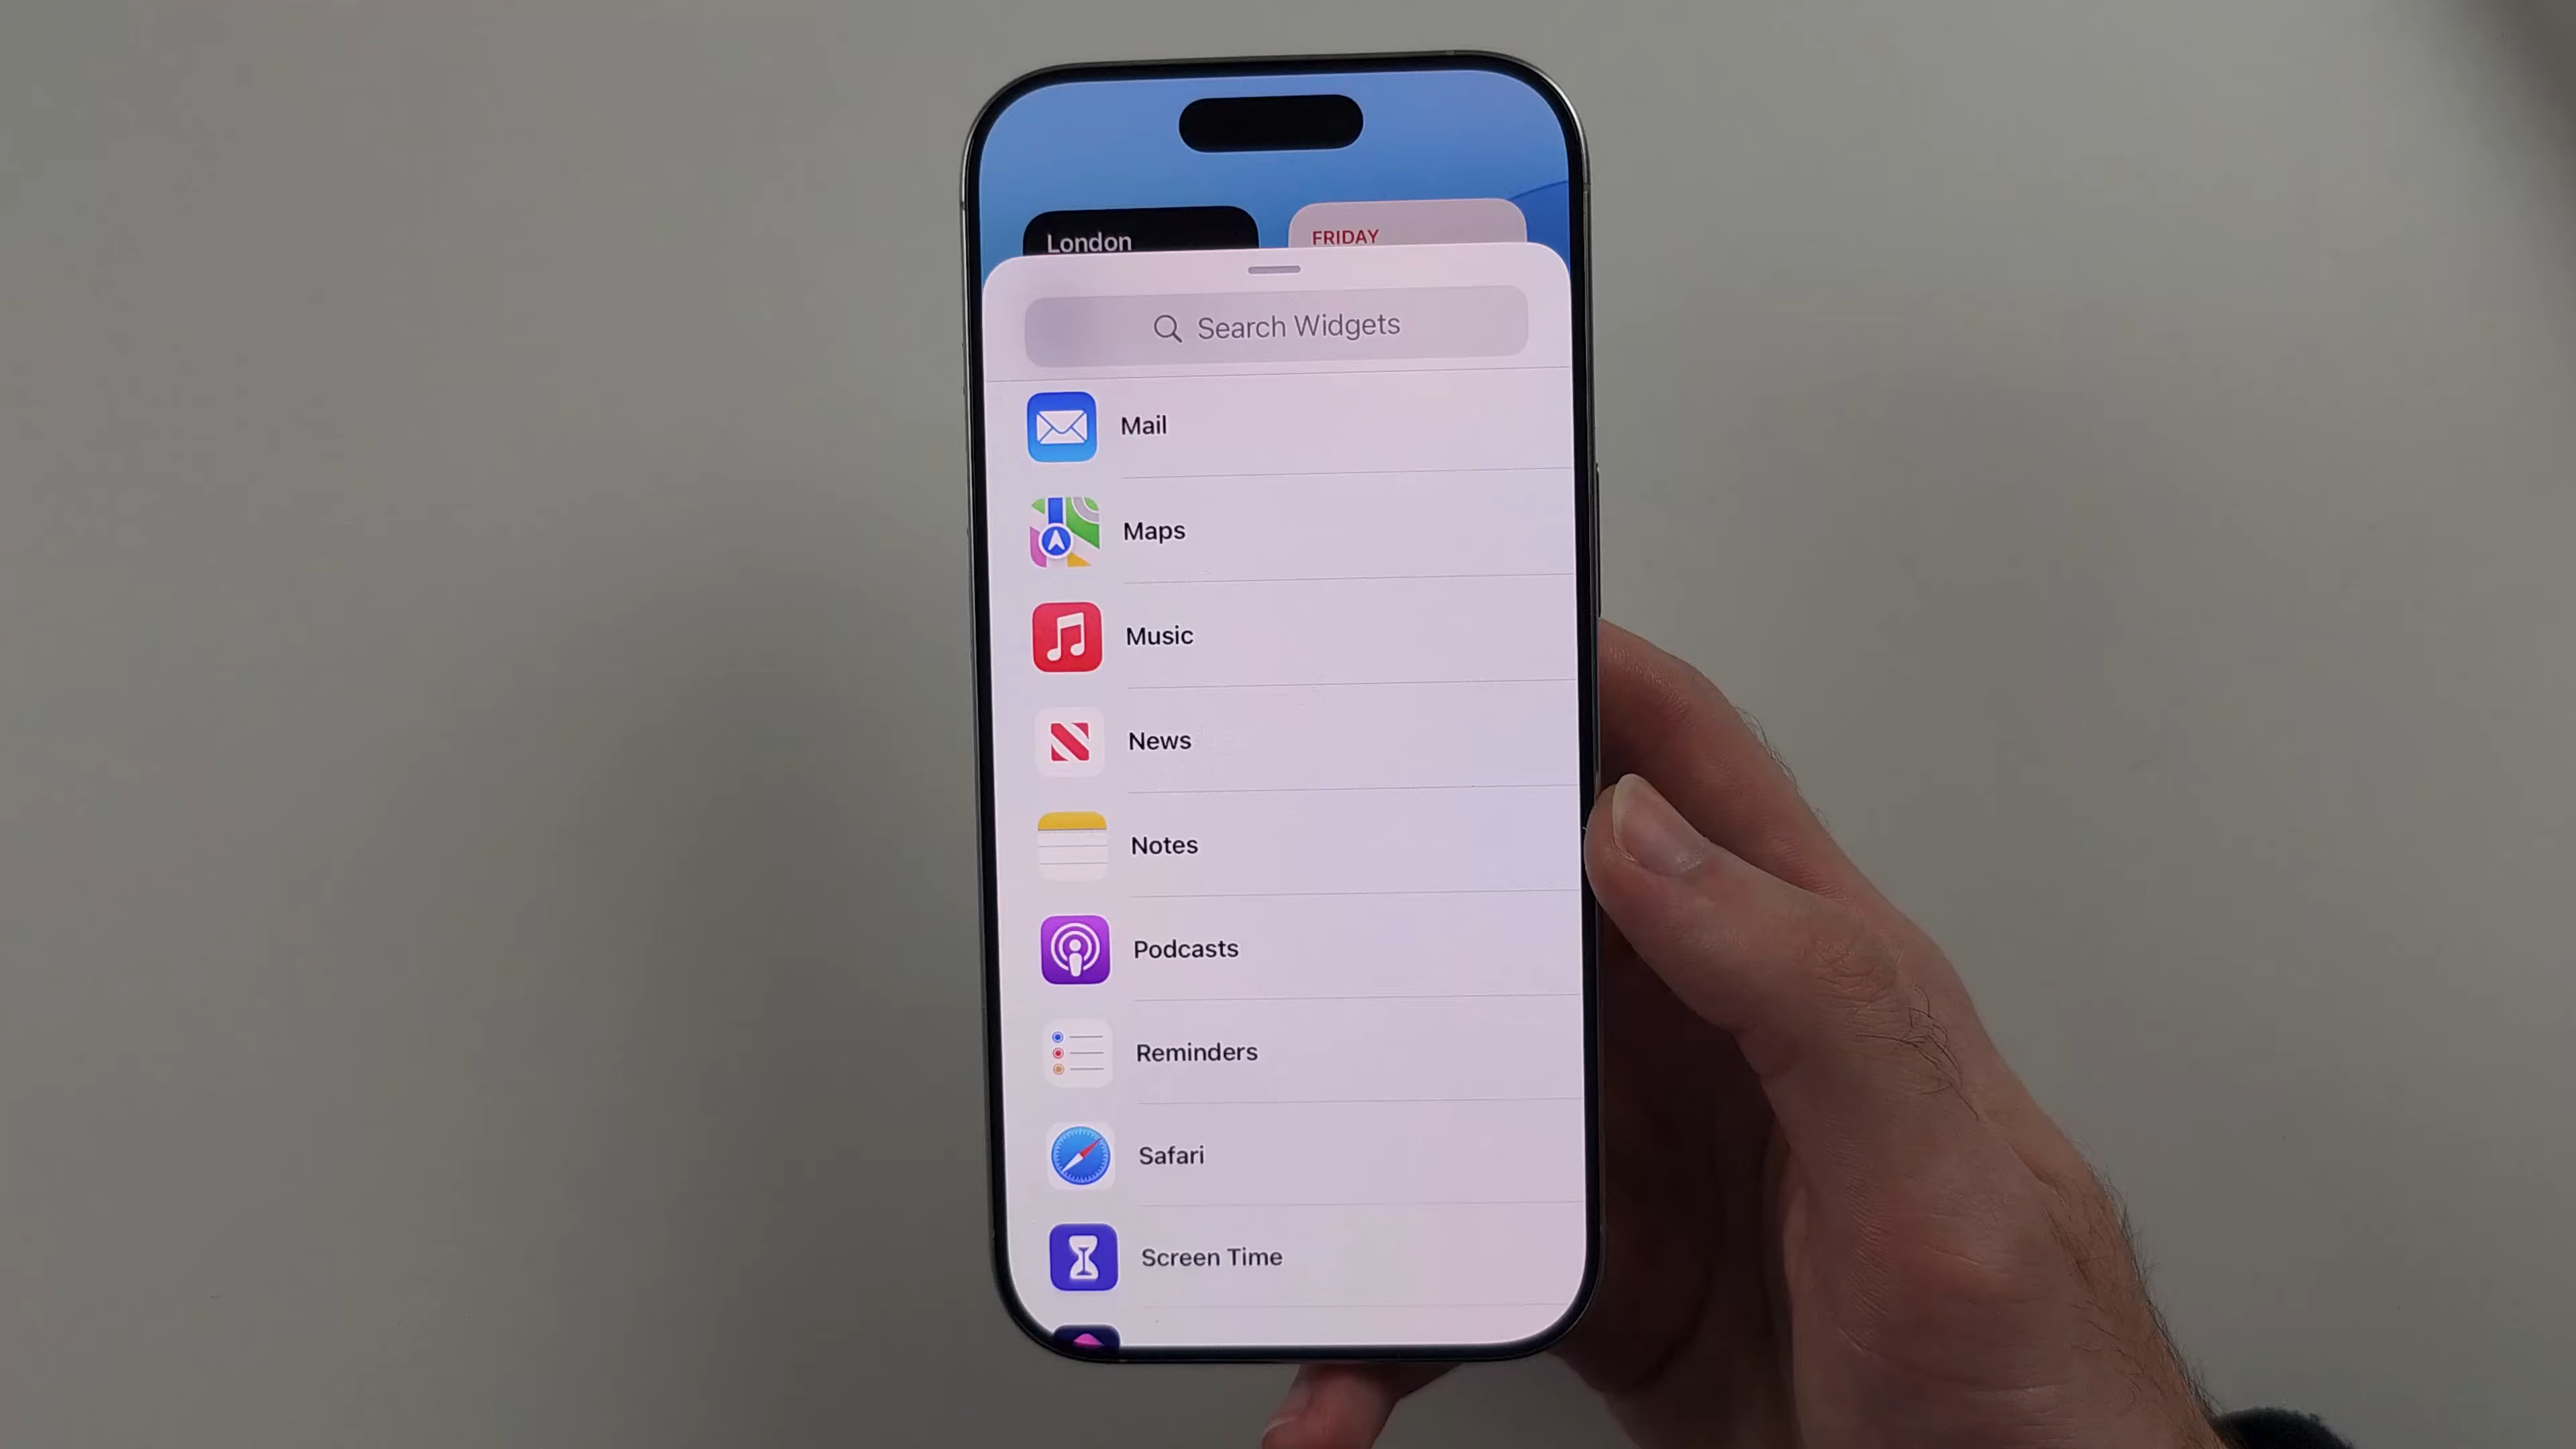 London
FRIDAY
Search Widgets
Mail
Maps
Music
News
Notes
Podcasts
Reminders
Safari
Screen Time